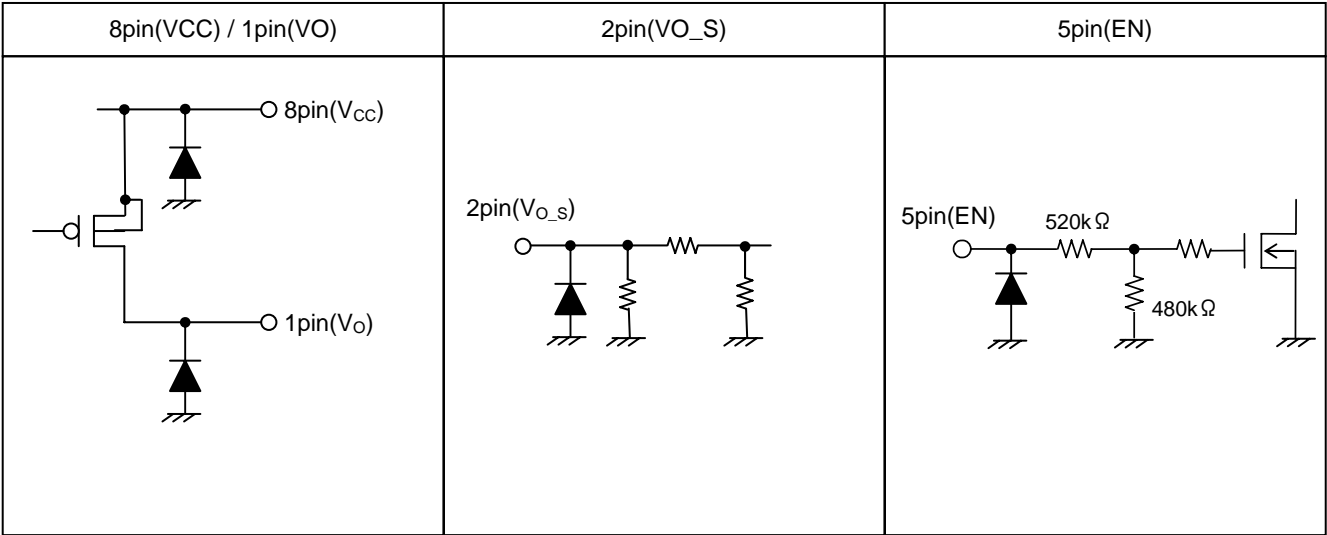 8pin(VCC) / 1pin(VO)
2pin(VO_S)
5pin(EN)
8pin(VCC)
1pin(VO)
2pin(VO_S)
5pin(EN)
520kΩ
480kΩ